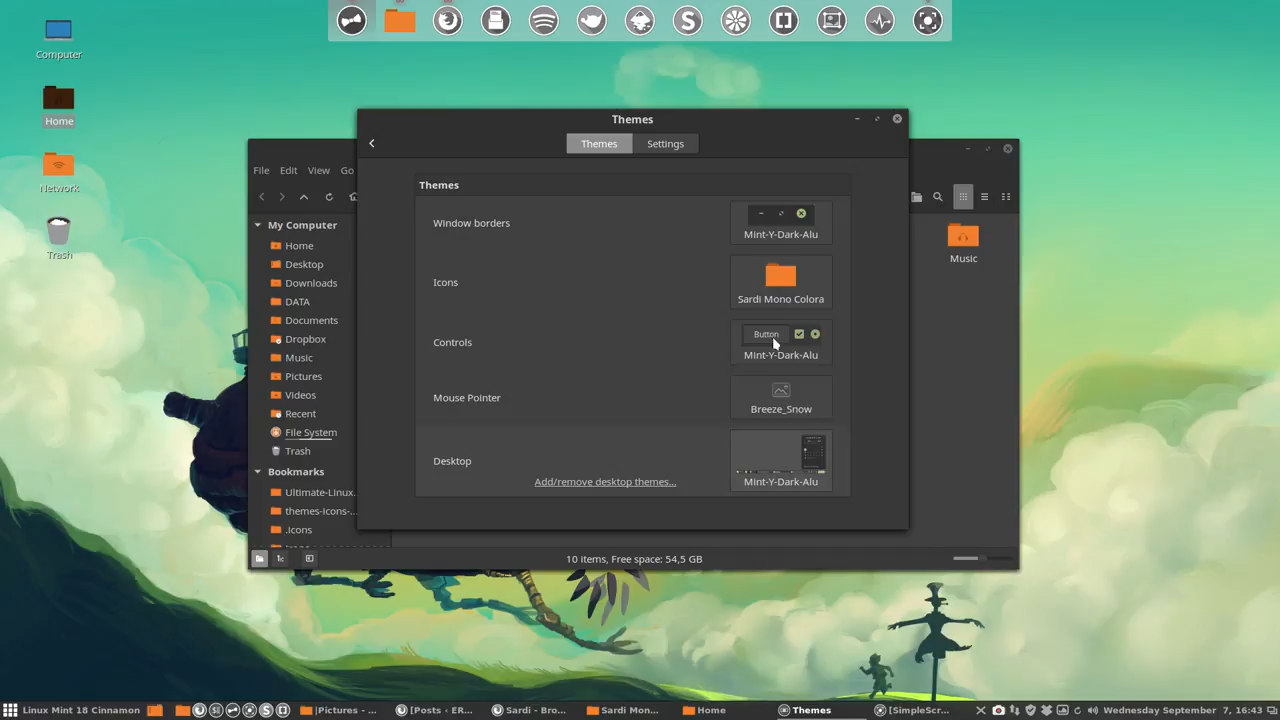 Computer
Home
Network
Trash
File Edit View Go
My Computer
Home
Desktop
Downloads
DATA
Documents
Dropbox
Music
Pictures
Videos
Recent
File System
Trash
Bookmarks
Ultimate-Linux...
themes-icons-...
.icons
Music
10 items, Free space: 54,5 GB
Themes
Themes Settings
Themes
Window borders
Mint-Y-Dark-Alu
Icons
Sardi Mono Colora
Controls
Button
Mint-Y-Dark-Alu
Mouse Pointer
Breeze_Snow
Desktop
Add/remove desktop themes...
Mint-Y-Dark-Alu
Linux Mint 18 Cinnamon |Pictures - ... [Posts ‹ ER... Sardi - Bro... Sardi Mon... Home Themes [SimpleScr... Wednesday September 7, 16:43